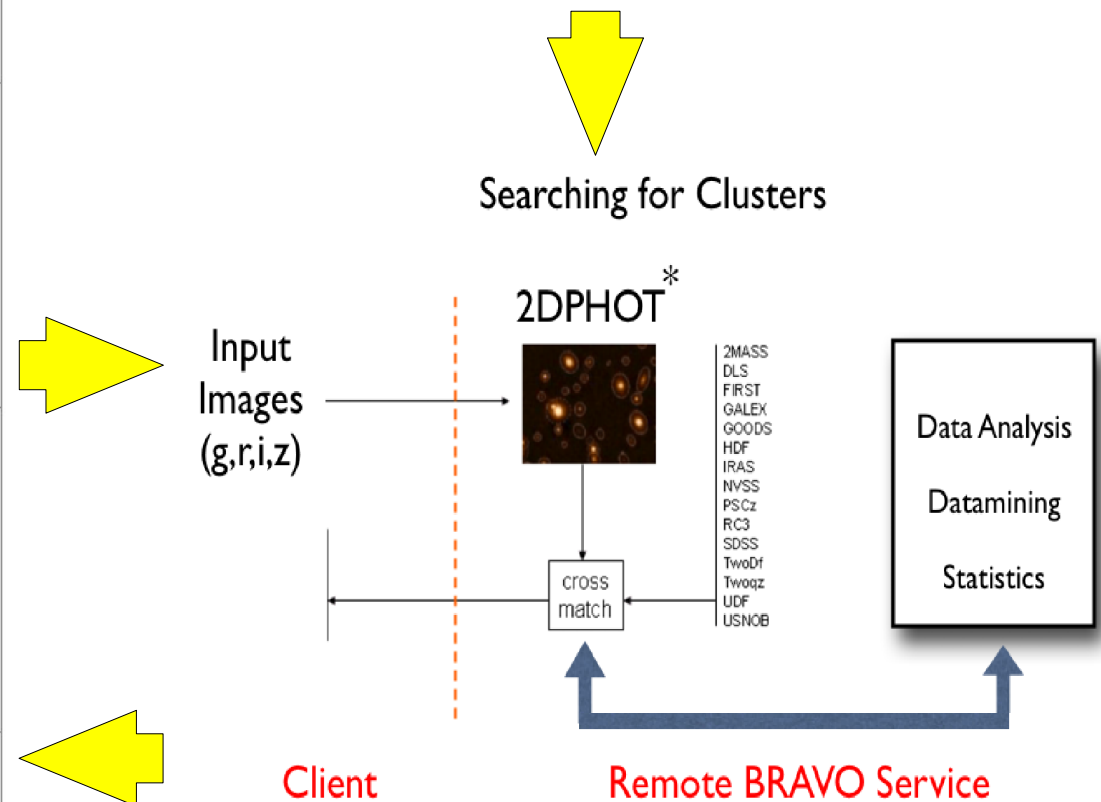 Searching for Clusters
2DPHOT*
Input
Images
(g,r,i,z)
2MASS
DLS
FIRST
GALEX
GOODS
HDF
IRAS
NVSS
PSCz
RC3
SDSS
TwoDf
Twoqz
UDF
USNOB
cross
match
Data Analysis
Datamining
Statistics
Client
Remote BRAVO Service